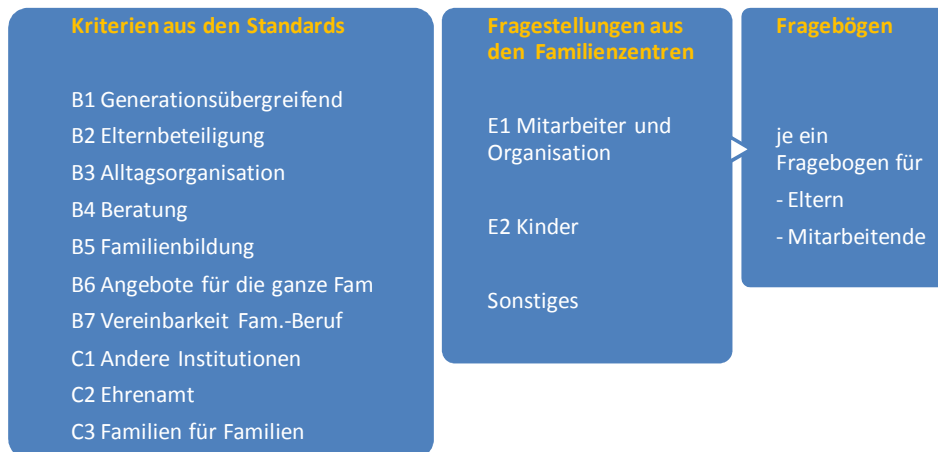 Kriterien aus den Standards
B1 Generationsübergreifend
B2 Elternbeteiligung
B3 Alltagsorganisation
B4 Beratung
B5 Familienbildung
B6 Angebote für die ganze Fam
B7 Vereinbarkeit Fam.-Beruf
C1 Andere Institutionen
C2 Ehrenamt
C3 Familien für Familien
Fragestellungen aus
den Familienzentren
E1 Mitarbeiter und
Organisation
E2 Kinder
Sonstiges
Fragebögen
je ein
Fragebogen für
- Eltern
- Mitarbeitende